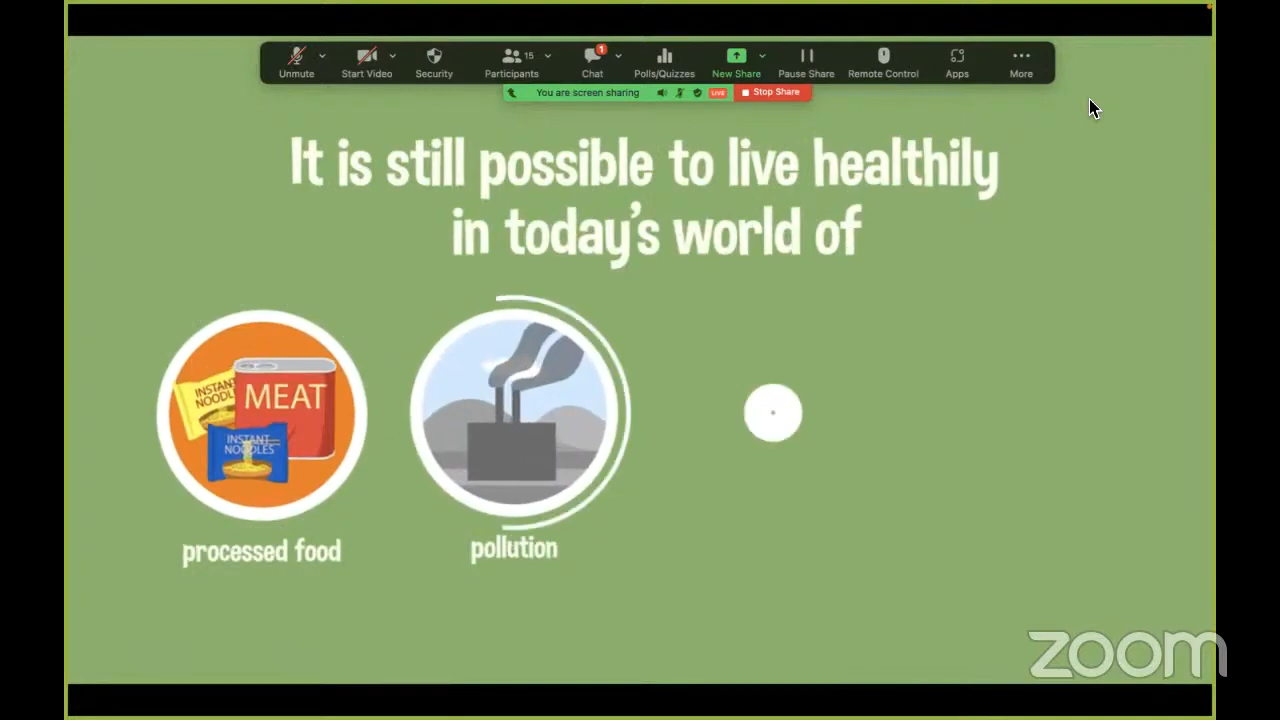 Unmute
Start Video
Security
Participants
15
Chat
1
Polls/Quizzes
New Share
Pause Share
Remote Control
Apps
More
You are screen sharing
LIVE
Stop Share
It is still possible to live healthily
in today's world of
INSTANT
MEAT
INSTANT
NOODLES
processed food
pollution
zoom